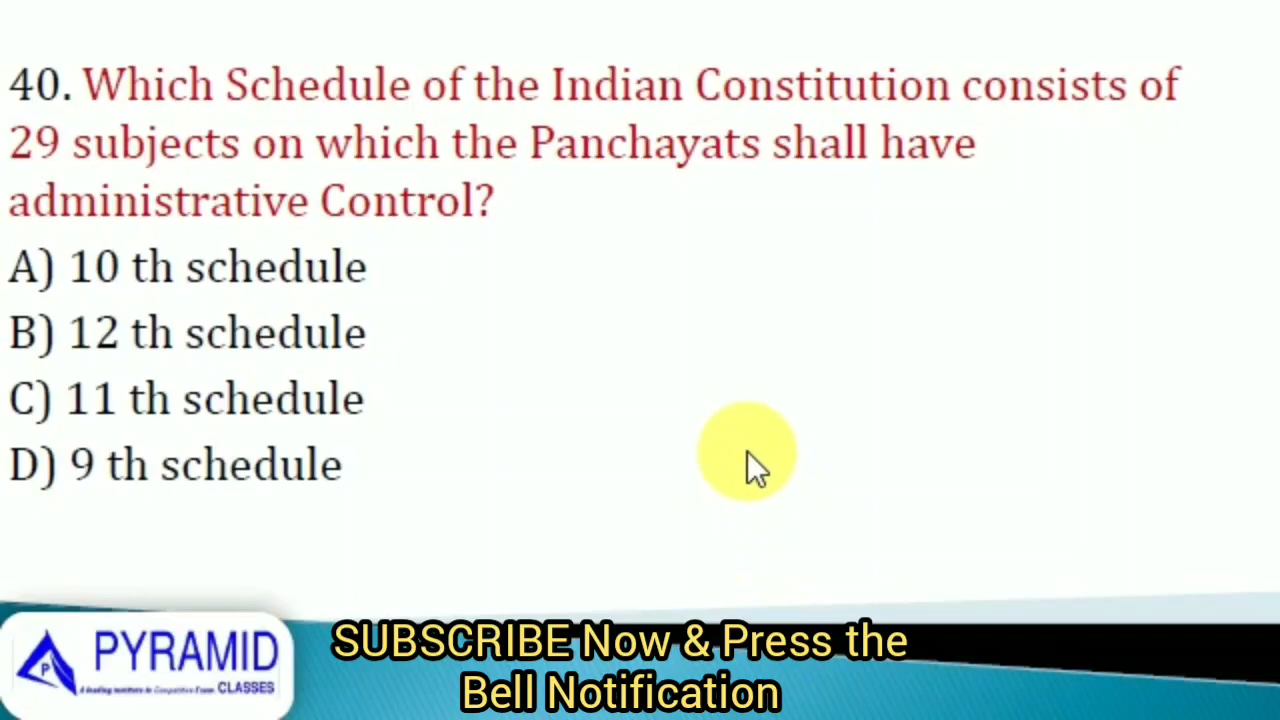 40. Which Schedule of the Indian Constitution consists of
29 subjects on which the Panchayats shall have
administrative Control?
A) 10 th schedule
B) 12 th schedule
C) 11 th schedule
D) 9 th schedule
P
PYRAMID
A leading institute in Competitive Exam CLASSES
SUBSCRIBE Now & Press the
Bell Notification